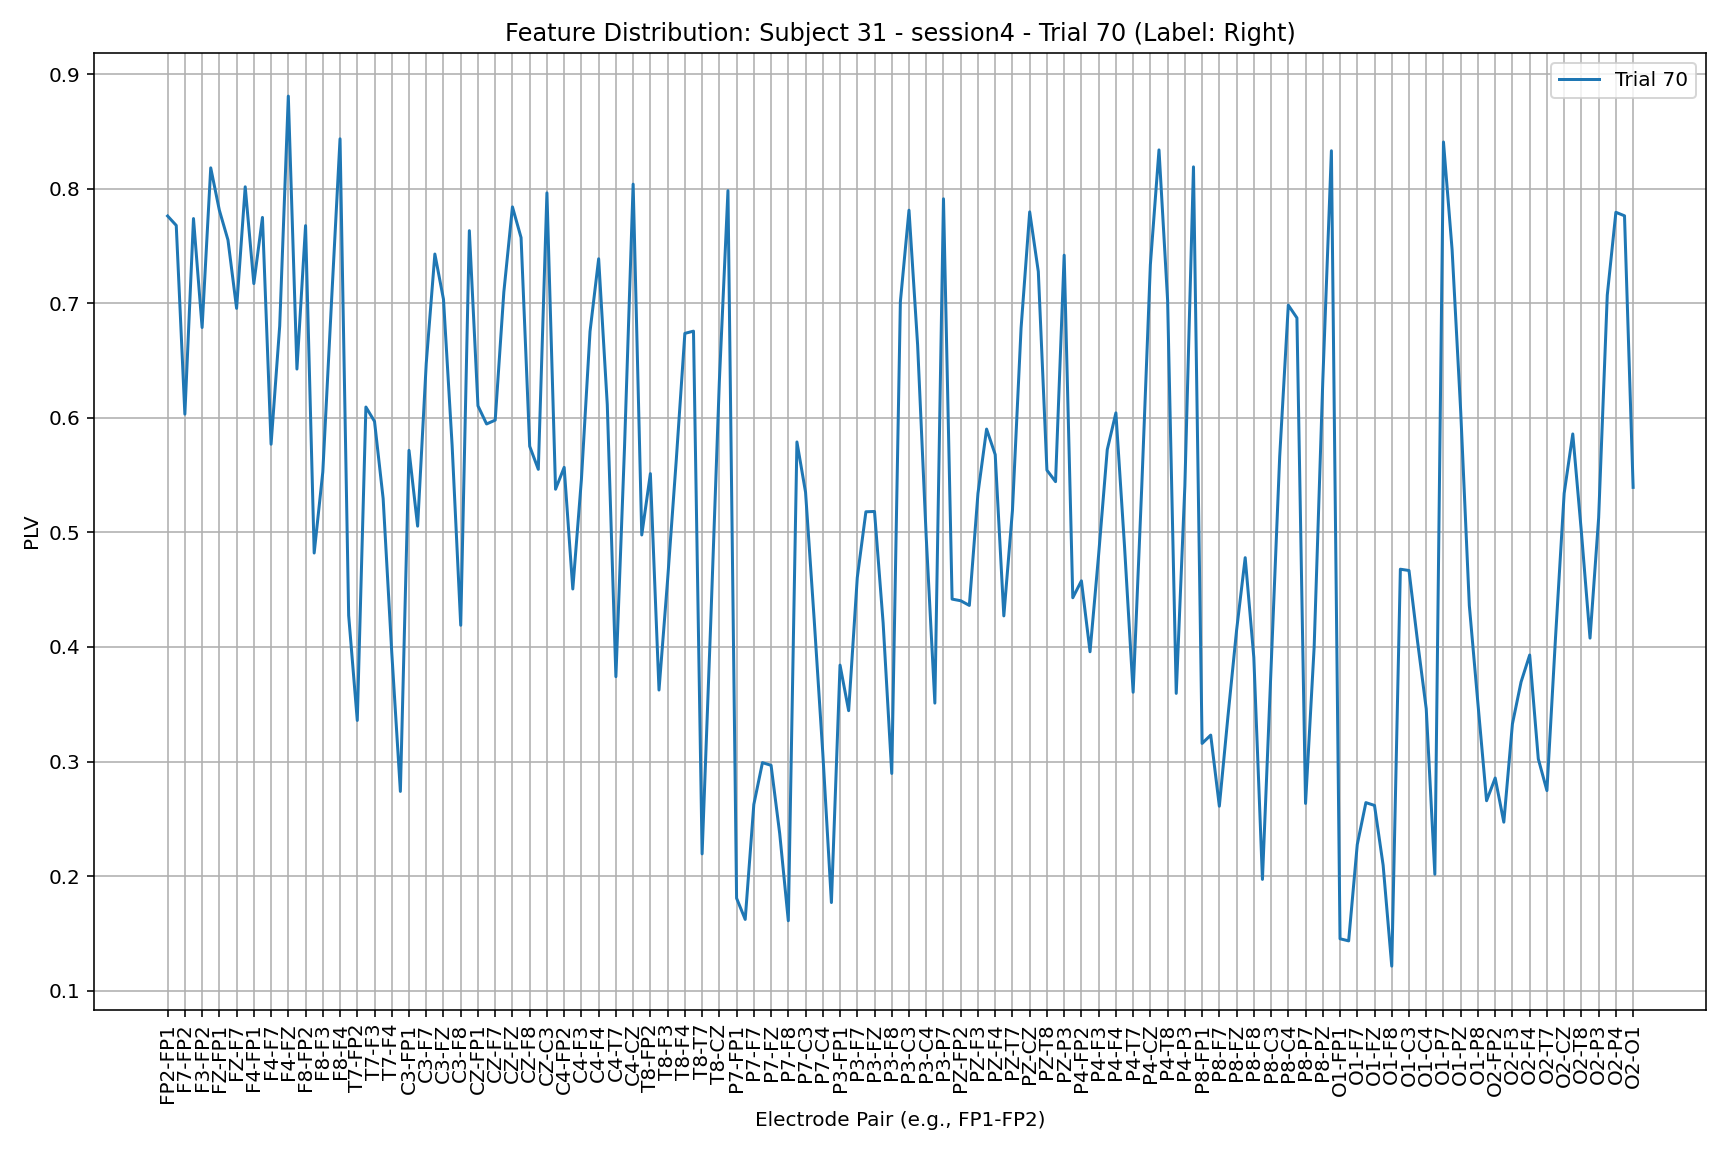 Feature Distribution: Subject 31 - session4 - Trial 70 (Label: Right)
Trial 70
PLV
0.9
0.8
0.7
0.6
0.5
0.4
0.3
0.2
0.1
FP2-FP1
F7-FP2
F3-FP2
FZ-FP1
FZ-F7
F4-FP1
F4-F7
F4-FZ
F8-FP2
F8-F3
F8-F4
T7-FP2
T7-F3
T7-F4
C3-FP1
C3-F7
C3-FZ
C3-F8
CZ-FP1
CZ-F7
CZ-FZ
CZ-F8
CZ-C3
C4-FP2
C4-F3
C4-F4
C4-T7
C4-CZ
T8-FP2
T8-F3
T8-F4
T8-T7
T8-CZ
P7-FP1
P7-F7
P7-FZ
P7-F8
P7-C3
P7-C4
P3-FP1
P3-F7
P3-FZ
P3-F8
P3-C3
P3-C4
P3-P7
PZ-FP2
PZ-F3
PZ-F4
PZ-T7
PZ-CZ
PZ-T8
PZ-P3
P4-FP2
P4-F3
P4-F4
P4-T7
P4-CZ
P4-T8
P4-P3
P8-FP1
P8-F7
P8-FZ
P8-F8
P8-C3
P8-C4
P8-P7
P8-PZ
O1-FP1
O1-F7
O1-FZ
O1-F8
O1-C3
O1-C4
O1-P7
O1-PZ
O1-P8
O2-FP2
O2-F3
O2-F4
O2-T7
O2-CZ
O2-T8
O2-P3
O2-P4
O2-O1
Electrode Pair (e.g., FP1-FP2)